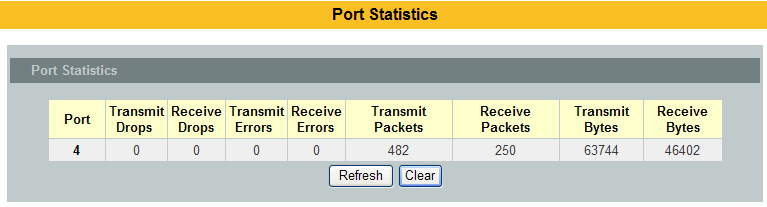 Port Statistics
Port Statistics
Port Transmit Drops Receive Drops Transmit Errors Receive Errors Transmit Packets Receive Packets Transmit Bytes Receive Bytes
4 0 0 0 0 482 250 63744 46402
Refresh Clear